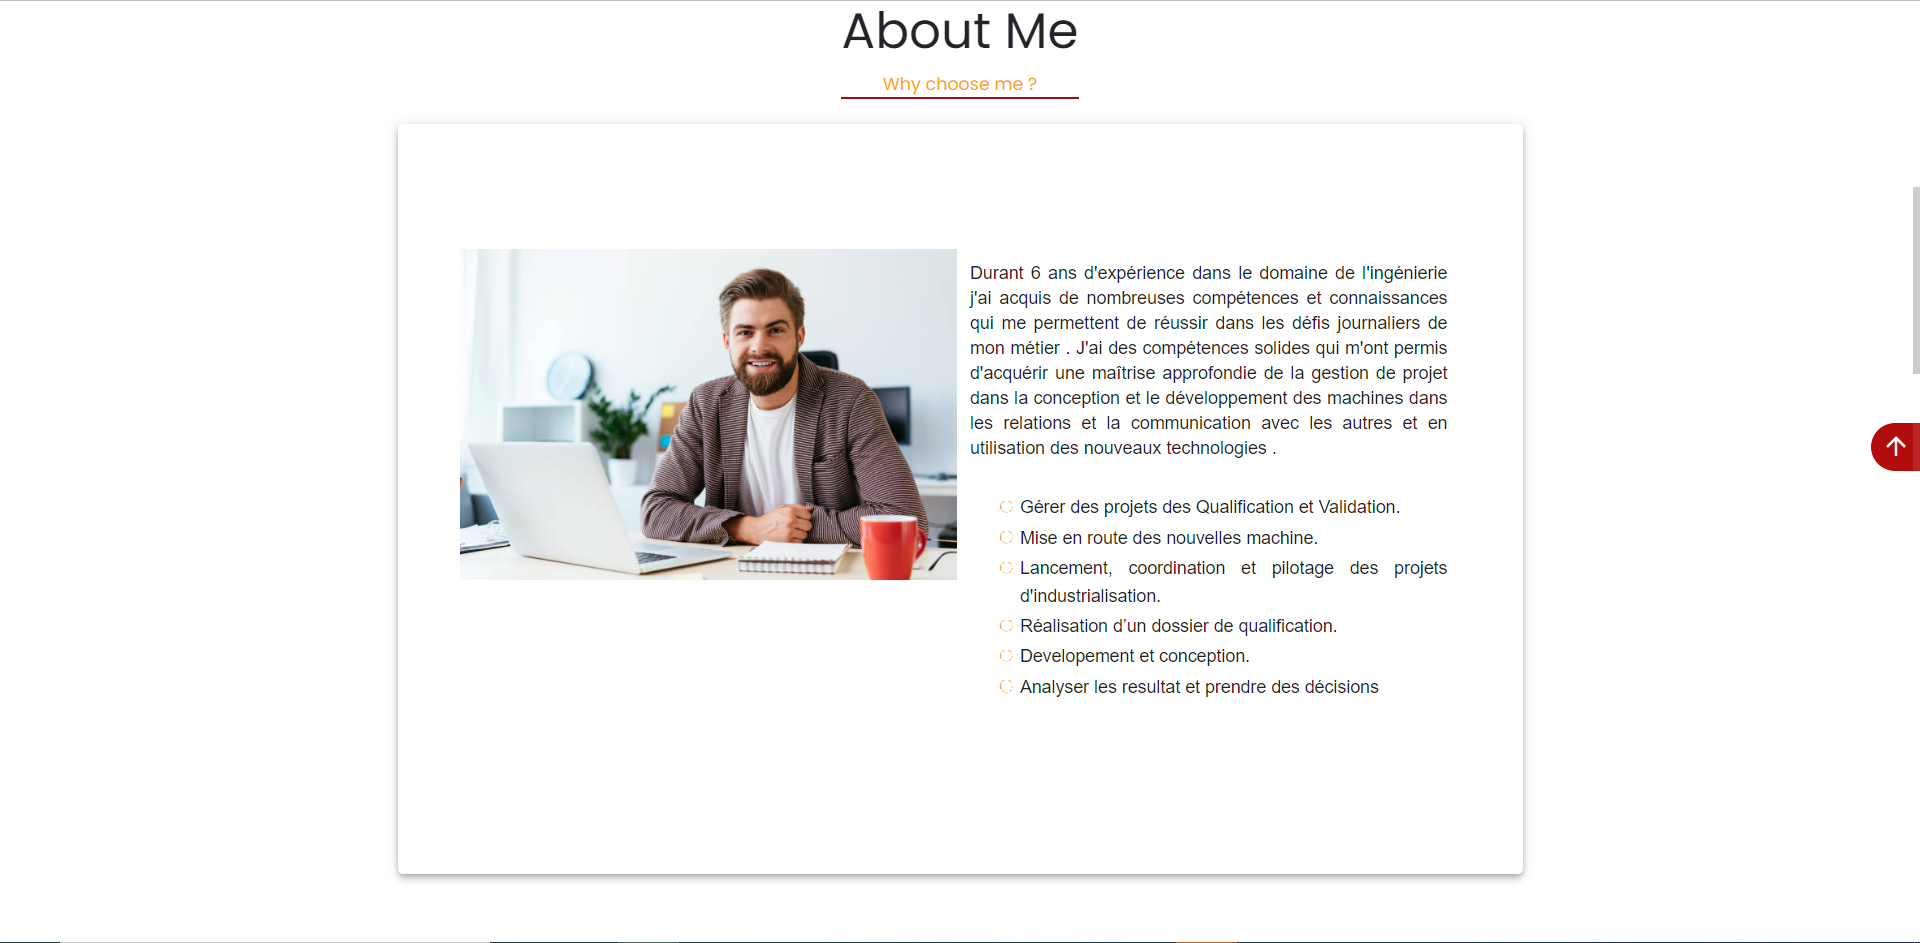 About Me
Why choose me ?
Durant 6 ans d'expérience dans le domaine de l'ingénierie
j'ai acquis de nombreuses compétences et connaissances
qui me permettent de réussir dans les défis journaliers de
mon métier . J'ai des compétences solides qui m'ont permis
d'acquérir une maîtrise approfondie de la gestion de projet
dans la conception et le développement des machines dans
les relations et la communication avec les autres et en
utilisation des nouveaux technologies .
Gérer des projets des Qualification et Validation.
Mise en route des nouvelles machine.
Lancement, coordination et pilotage des projets
d'industrialisation.
Réalisation d’un dossier de qualification.
Developement et conception.
Analyser les resultat et prendre des décisions